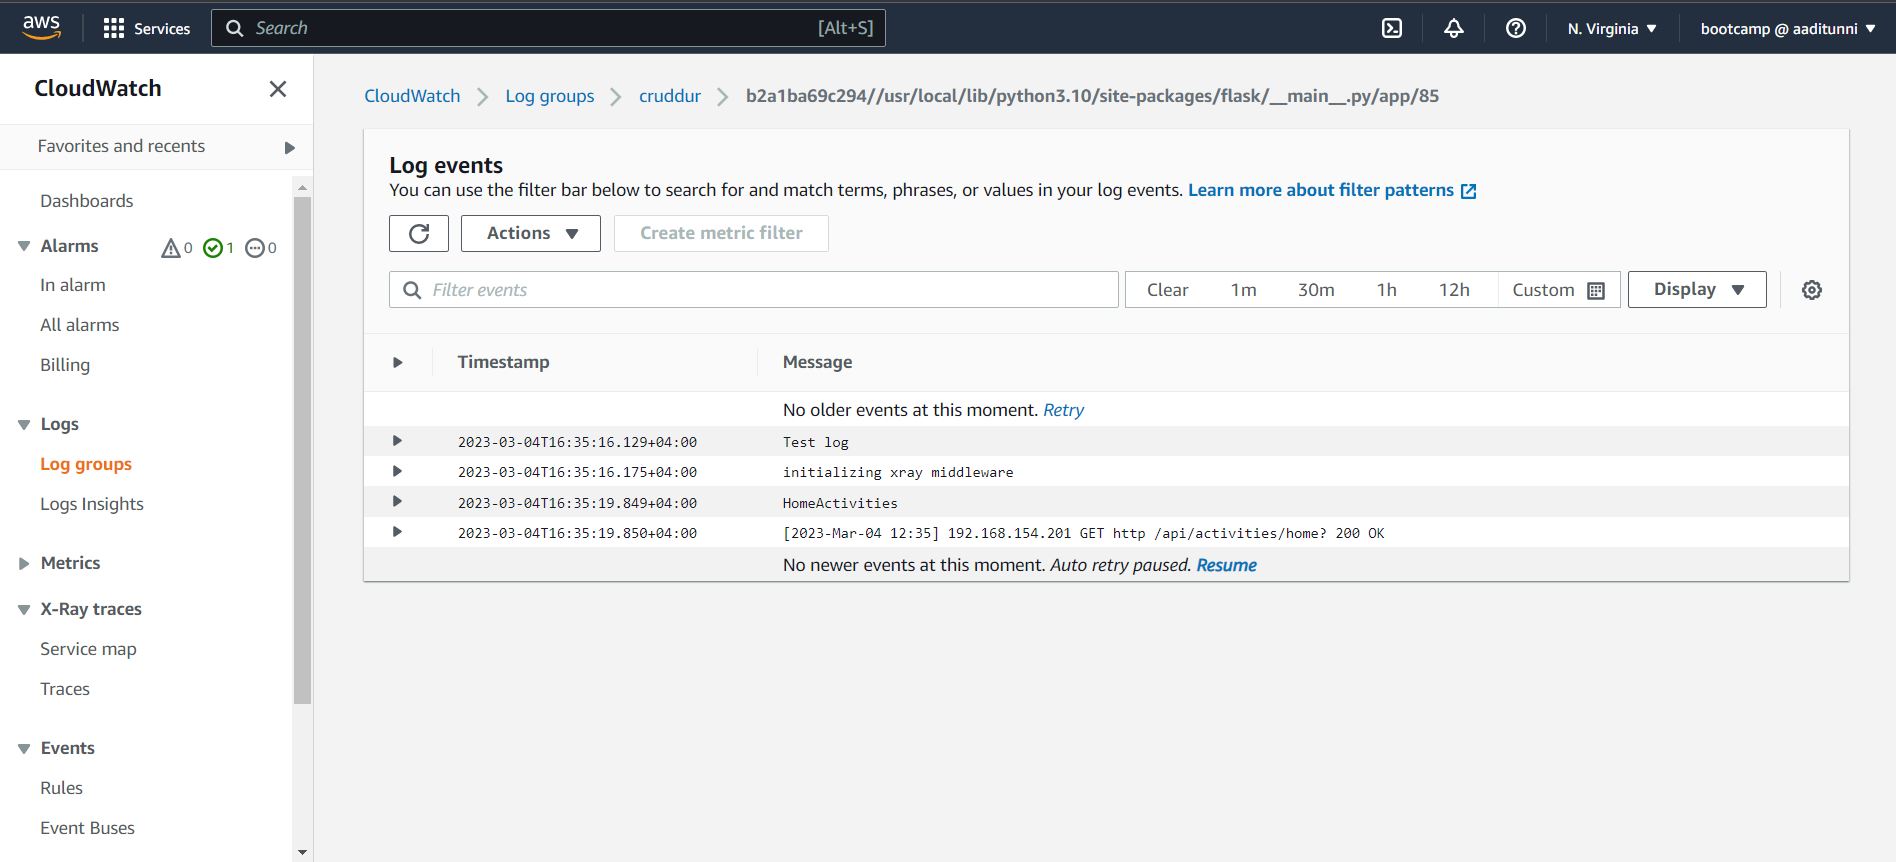 aws
Services
Search [Alt+S]
N. Virginia
bootcamp @ aaditunni
CloudWatch
Favorites and recents
Dashboards
Alarms 0 1 0
In alarm
All alarms
Billing
Logs
Log groups
Logs Insights
Metrics
X-Ray traces
Service map
Traces
Events
Rules
Event Buses
CloudWatch Log groups cruddur b2a1ba69c294//usr/local/lib/python3.10/site-packages/flask/__main__.py/app/85
Log events
You can use the filter bar below to search for and match terms, phrases, or values in your log events. Learn more about filter patterns
Actions Create metric filter
Filter events Clear 1m 30m 1h 12h Custom Display
Timestamp Message
No older events at this moment. Retry
2023-03-04T16:35:16.129+04:00 Test log
2023-03-04T16:35:16.175+04:00 initializing xray middleware
2023-03-04T16:35:19.849+04:00 HomeActivities
2023-03-04T16:35:19.850+04:00 [2023-Mar-04 12:35] 192.168.154.201 GET http /api/activities/home? 200 OK
No newer events at this moment. Auto retry paused. Resume